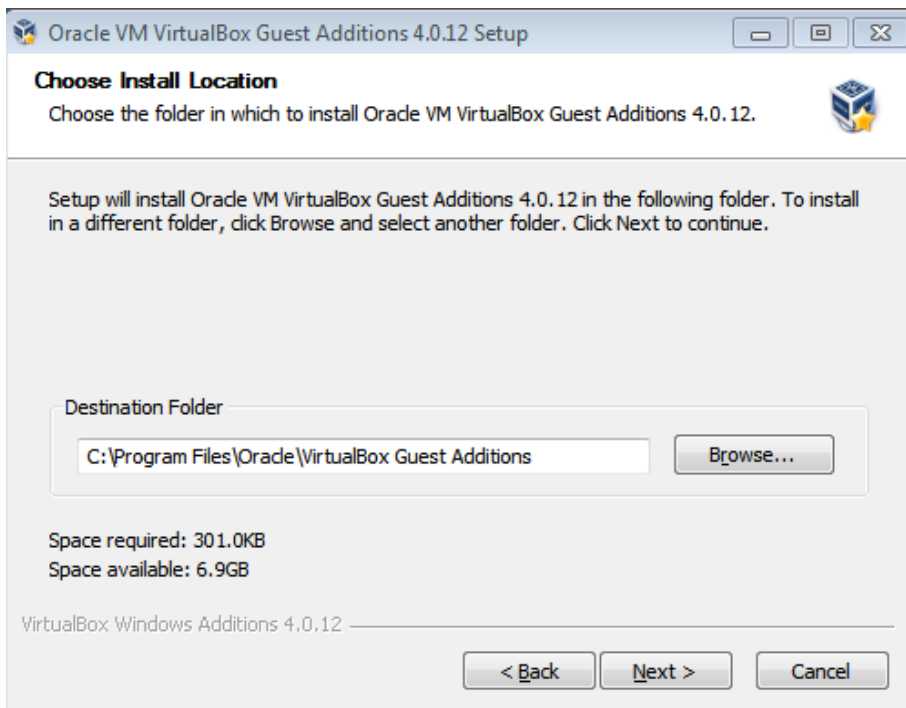 Oracle VM VirtualBox Guest Additions 4.0.12 Setup
Choose Install Location
Choose the folder in which to install Oracle VM VirtualBox Guest Additions 4.0.12.
Setup will install Oracle VM VirtualBox Guest Additions 4.0.12 in the following folder. To install
in a different folder, click Browse and select another folder. Click Next to continue.
Destination Folder
C:\Program Files\Oracle\VirtualBox Guest Additions
Browse...
Space required: 301.0KB
Space available: 6.9GB
VirtualBox Windows Additions 4.0.12
< Back Next > Cancel